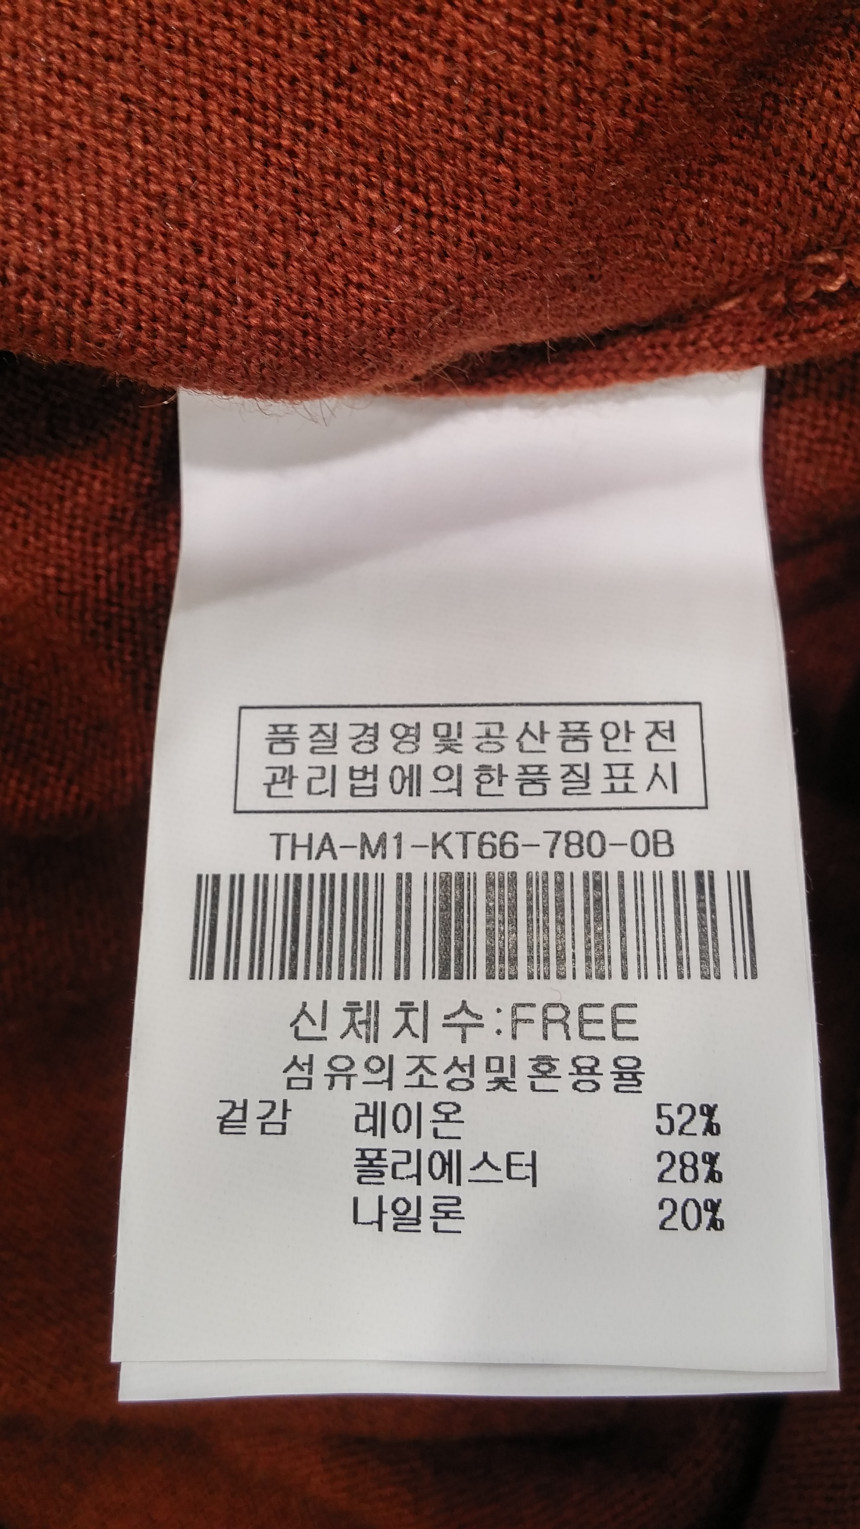 품질경영및공산품안전
관리법에의한품질표시
THA-M1-KT66-780-0B
신체치수:FREE
섬유의조성및혼용율
겉감 레이온 52%
폴리에스터 28%
나일론 20%